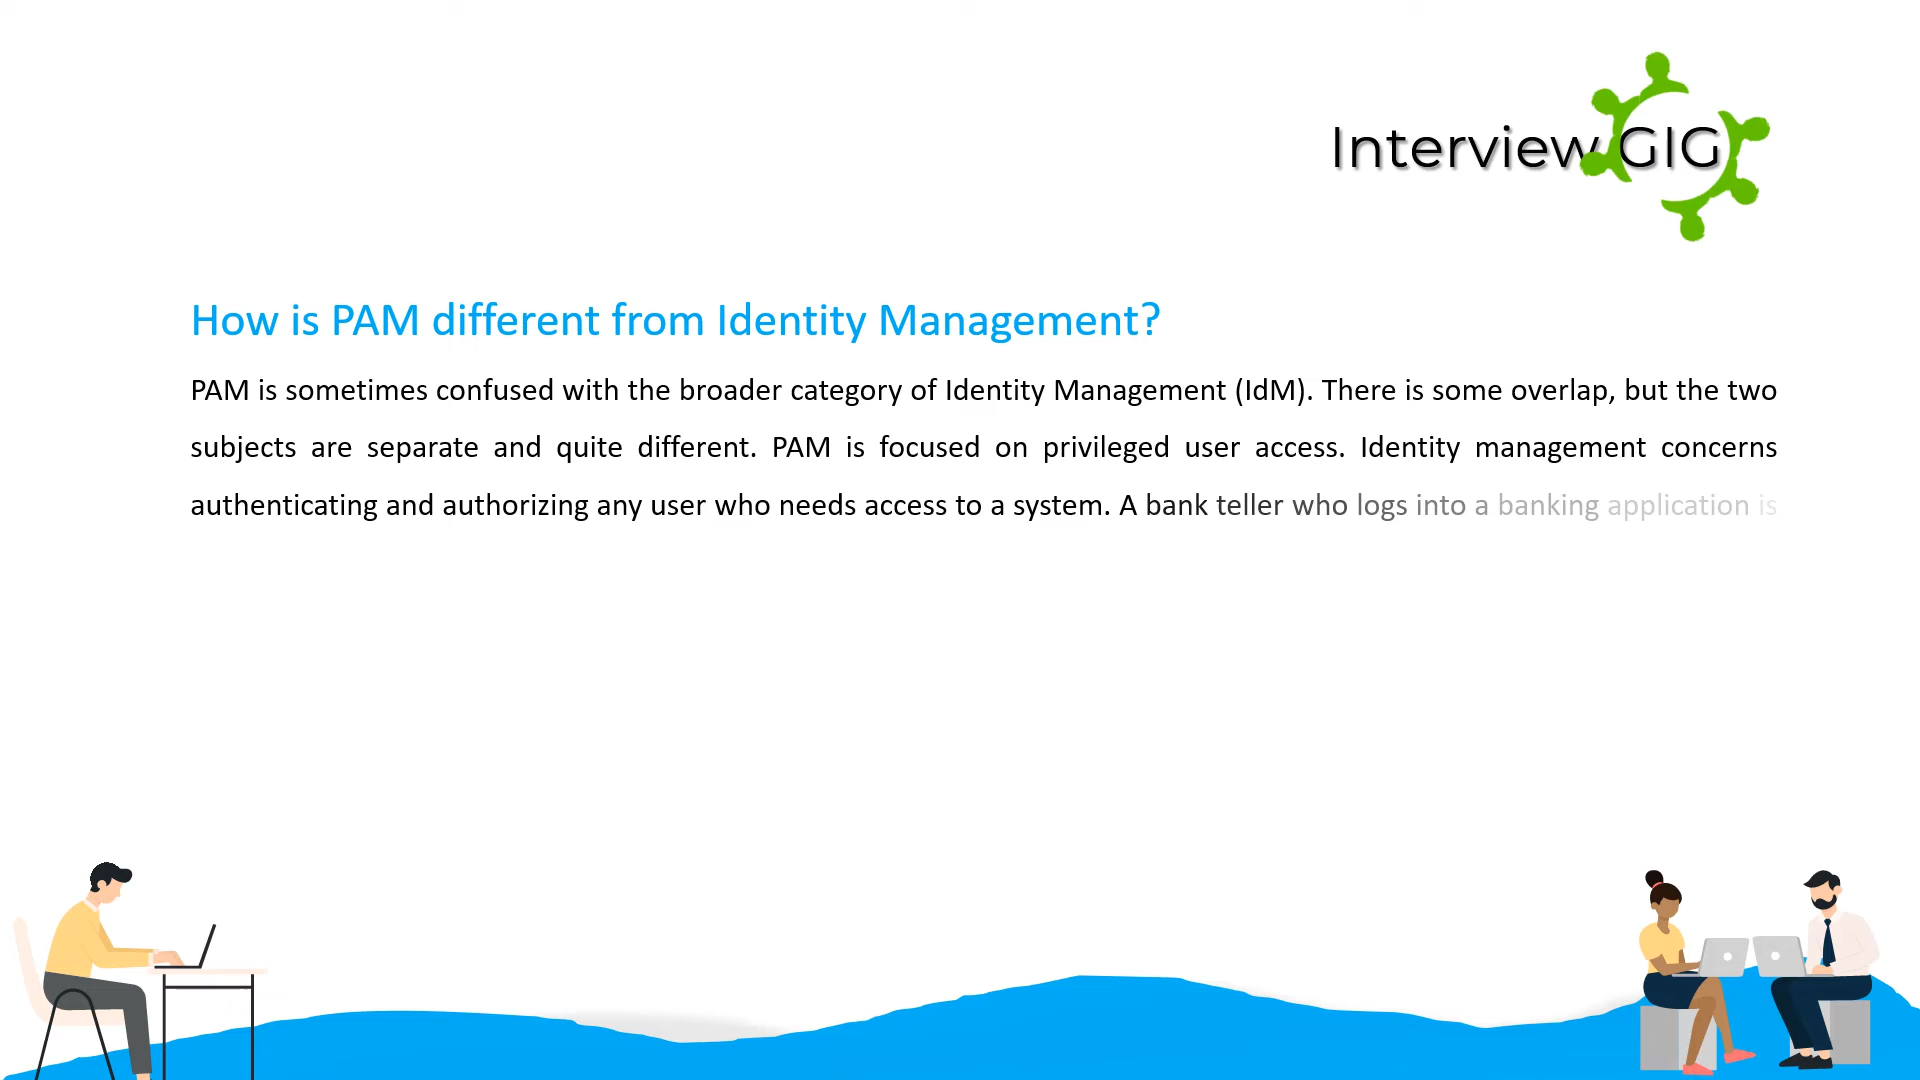 Interview GIG
How is PAM different from Identity Management?
PAM is sometimes confused with the broader category of Identity Management (IdM). There is some overlap, but the two
subjects are separate and quite different. PAM is focused on privileged user access. Identity management concerns
authenticating and authorizing any user who needs access to a system. A bank teller who logs into a banking application is